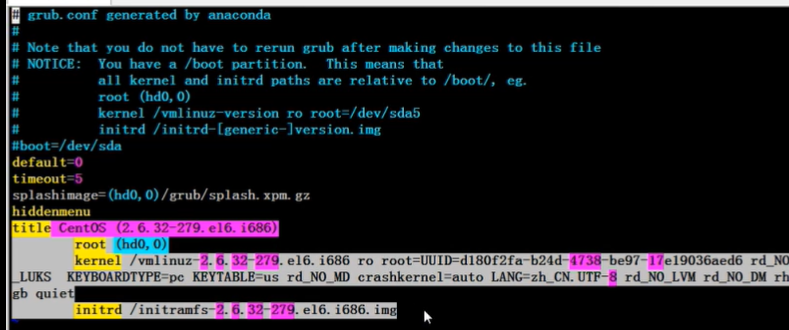 # grub.conf generated by anaconda
#
# Note that you do not have to rerun grub after making changes to this file
# NOTICE:  You have a /boot partition.  This means that
#          all kernel and initrd paths are relative to /boot/, eg.
#          root (hd0,0)
#          kernel /vmlinuz-version ro root=/dev/sda5
#          initrd /initrd-[generic-]version.img
#boot=/dev/sda
default=0
timeout=5
splashimage=(hd0,0)/grub/splash.xpm.gz
hiddenmenu
title CentOS (2.6.32-279.el6.i686)
        root (hd0,0)
        kernel /vmlinuz-2.6.32-279.el6.i686 ro root=UUID=d180f2fa-b24d-4738-be97-17e19036aed6 rd_NO
_LUKS  KEYBOARDTYPE=pc KEYTABLE=us rd_NO_MD crashkernel=auto LANG=zh_CN.UTF-8 rd_NO_LVM rd_NO_DM rh
gb quiet
        initrd /initramfs-2.6.32-279.el6.i686.img